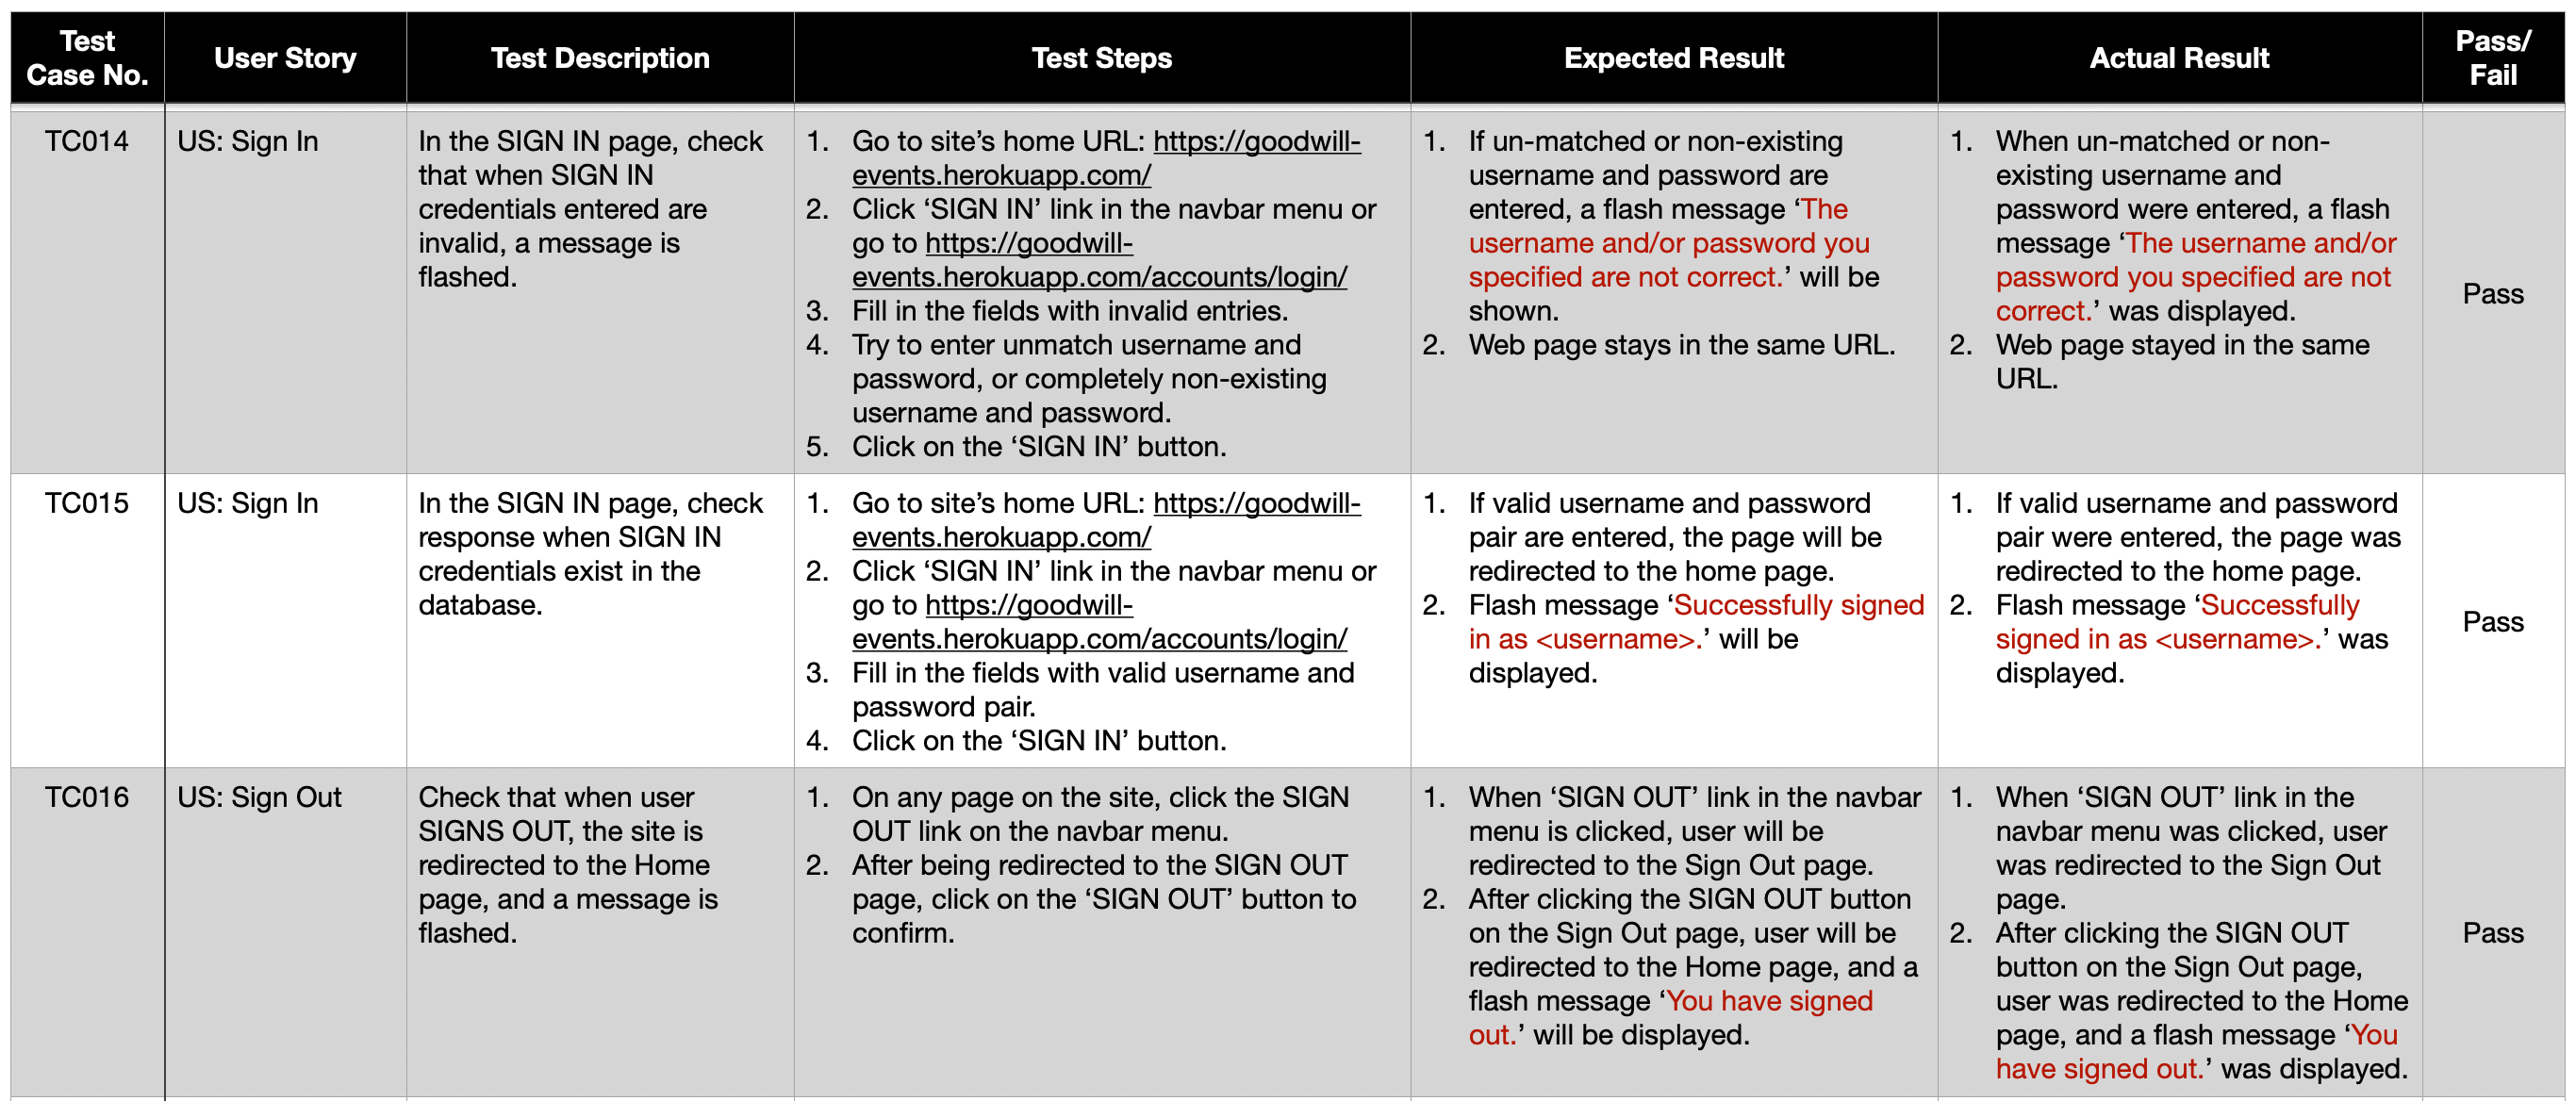 Test
Case No.
User Story
Test Description
Test Steps
Expected Result
Actual Result
Pass/
Fail
TC014
US: Sign In
In the SIGN IN page, check
that when SIGN IN
credentials entered are
invalid, a message is
flashed.
1. Go to site’s home URL: https://goodwill-
events.herokuapp.com/
2. Click ‘SIGN IN’ link in the navbar menu or
go to https://goodwill-
events.herokuapp.com/accounts/login/
3. Fill in the fields with invalid entries.
4. Try to enter unmatch username and
password, or completely non-existing
username and password.
5. Click on the ‘SIGN IN’ button.
1. If un-matched or non-existing
username and password are
entered, a flash message ‘The
username and/or password you
specified are not correct.’ will be
shown.
2. Web page stays in the same URL.
1. When un-matched or non-
existing username and
password were entered, a flash
message ‘The username and/or
password you specified are not
correct.’ was displayed.
2. Web page stayed in the same
URL.
Pass
TC015
US: Sign In
In the SIGN IN page, check
response when SIGN IN
credentials exist in the
database.
1. Go to site’s home URL: https://goodwill-
events.herokuapp.com/
2. Click ‘SIGN IN’ link in the navbar menu or
go to https://goodwill-
events.herokuapp.com/accounts/login/
3. Fill in the fields with valid username and
password pair.
4. Click on the ‘SIGN IN’ button.
1. If valid username and password
pair are entered, the page will be
redirected to the home page.
2. Flash message ‘Successfully signed
in as <username>.’ will be
displayed.
1. If valid username and password
pair were entered, the page was
redirected to the home page.
2. Flash message ‘Successfully
signed in as <username>.’ was
displayed.
Pass
TC016
US: Sign Out
Check that when user
SIGNS OUT, the site is
redirected to the Home
page, and a message is
flashed.
1. On any page on the site, click the SIGN
OUT link on the navbar menu.
2. After being redirected to the SIGN OUT
page, click on the ‘SIGN OUT’ button to
confirm.
1. When ‘SIGN OUT’ link in the navbar
menu is clicked, user will be
redirected to the Sign Out page.
2. After clicking the SIGN OUT button
on the Sign Out page, user will be
redirected to the Home page, and a
flash message ‘You have signed
out.’ will be displayed.
1. When ‘SIGN OUT’ link in the
navbar menu was clicked, user
was redirected to the Sign Out
page.
2. After clicking the SIGN OUT
button on the Sign Out page,
user was redirected to the Home
page, and a flash message ‘You
have signed out.’ was displayed.
Pass